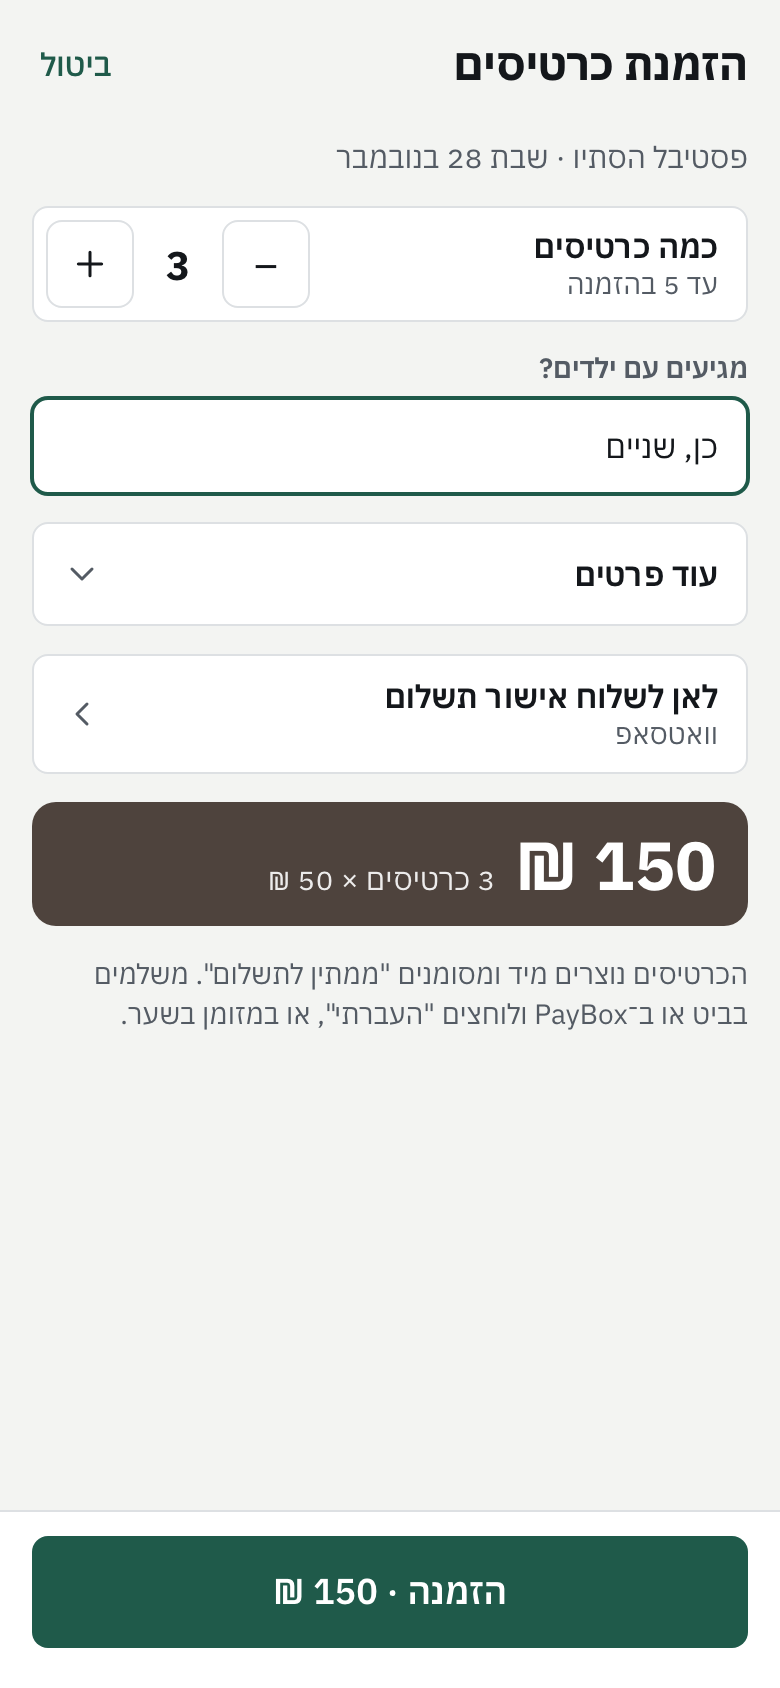 הזמנת כרטיסים
ביטול
פסטיבל הסתיו · שבת 28 בנובמבר
כמה כרטיסים
עד 5 בהזמנה
− 3 +
מגיעים עם ילדים?
כן, שניים
עוד פרטים
לאן לשלוח אישור תשלום
וואטסאפ
150 ₪ 3 כרטיסים × 50 ₪
הכרטיסים נוצרים מיד ומסומנים "ממתין לתשלום". משלמים
בביט או ב־PayBox ולוחצים "העברתי", או במזומן בשער.
הזמנה · 150 ₪